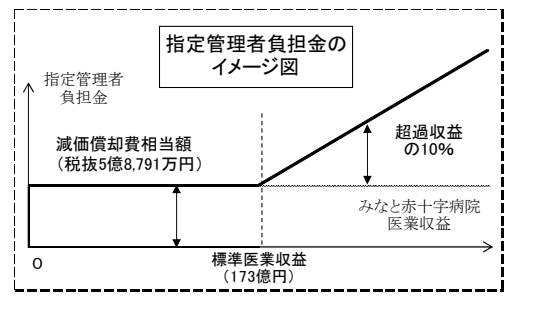 指定管理者負担金の
イメージ図
指定管理者
負担金
減価償却費相当額
（税抜5億8,791万円）
超過収益
の10%
みなと赤十字病院
医業収益
0
標準医業収益
（173億円）